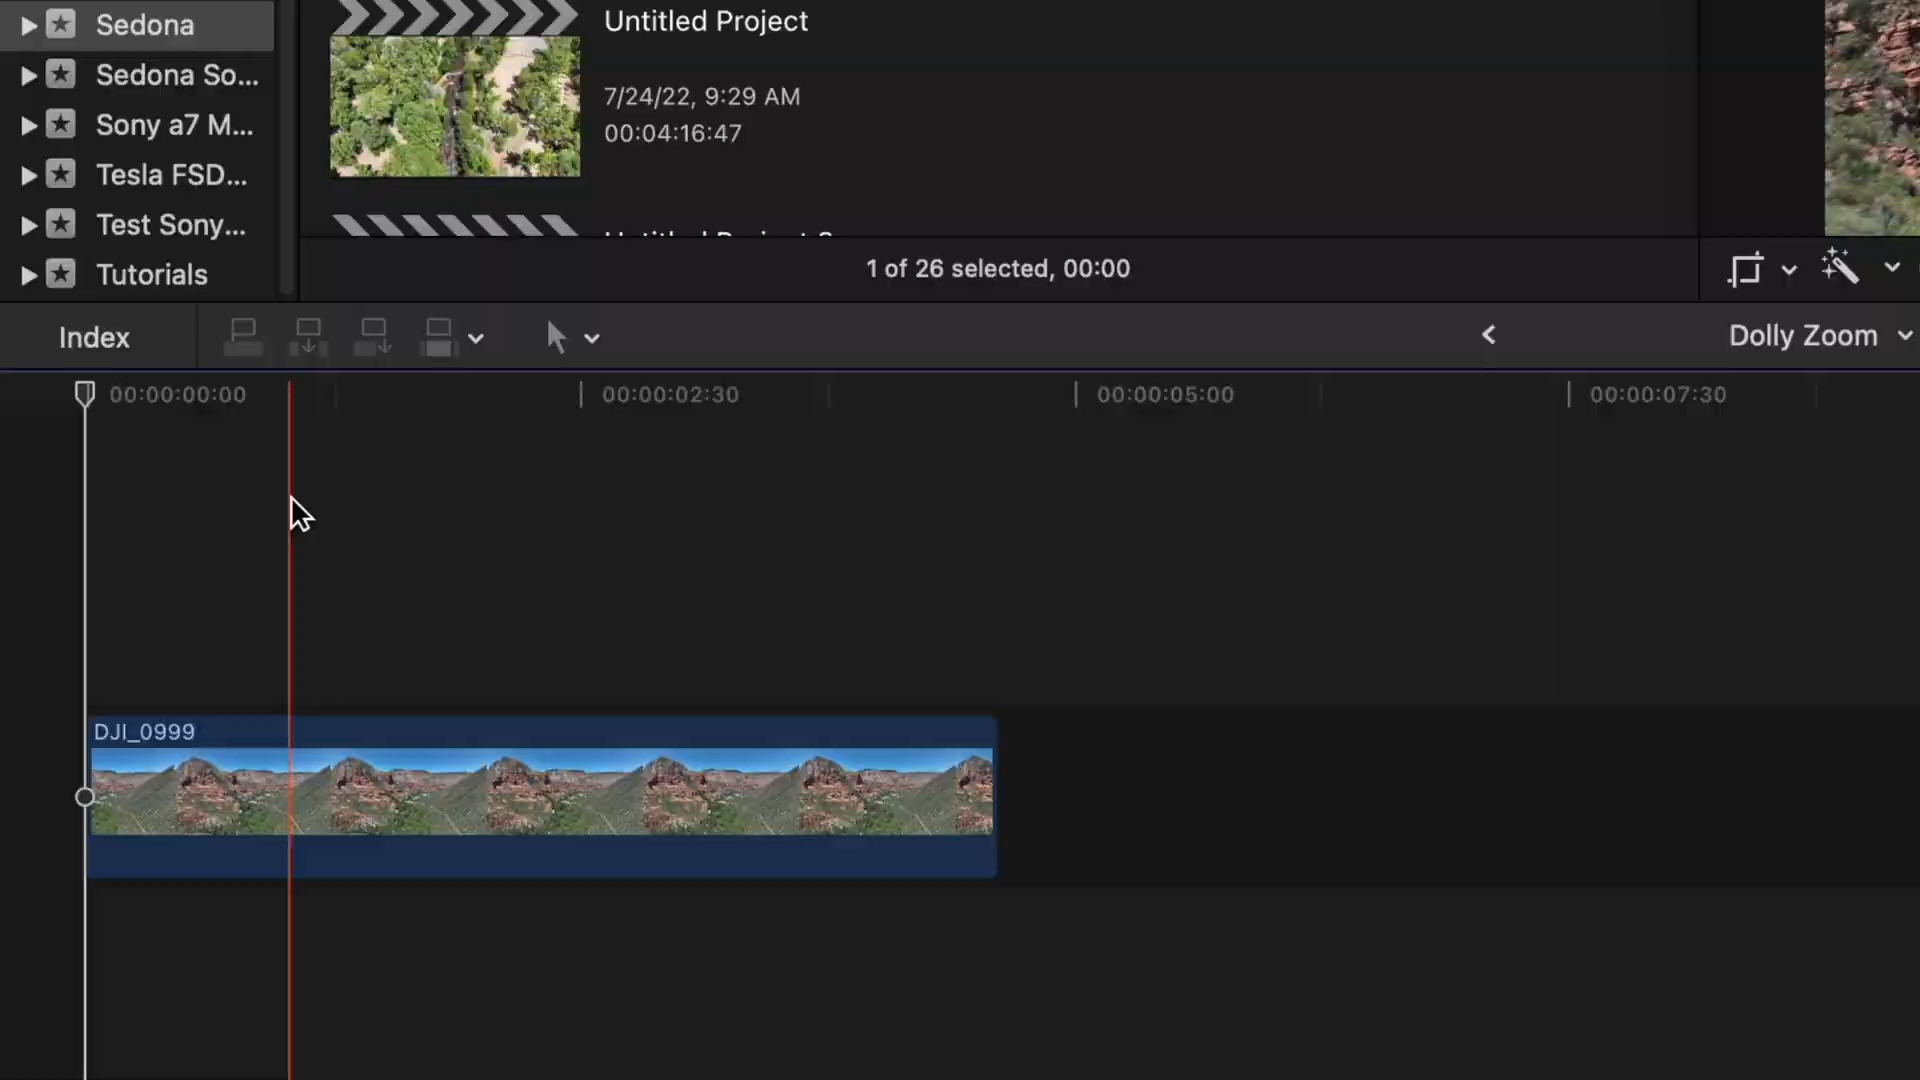 Sedona
Sedona So...
Sony a7 M...
Tesla FSD...
Test Sony...
Tutorials
Untitled Project
7/24/22, 9:29 AM
00:04:16:47
1 of 26 selected, 00:00
Index
Dolly Zoom
00:00:00:00
00:00:02:30
00:00:05:00
00:00:07:30
DJI_0999